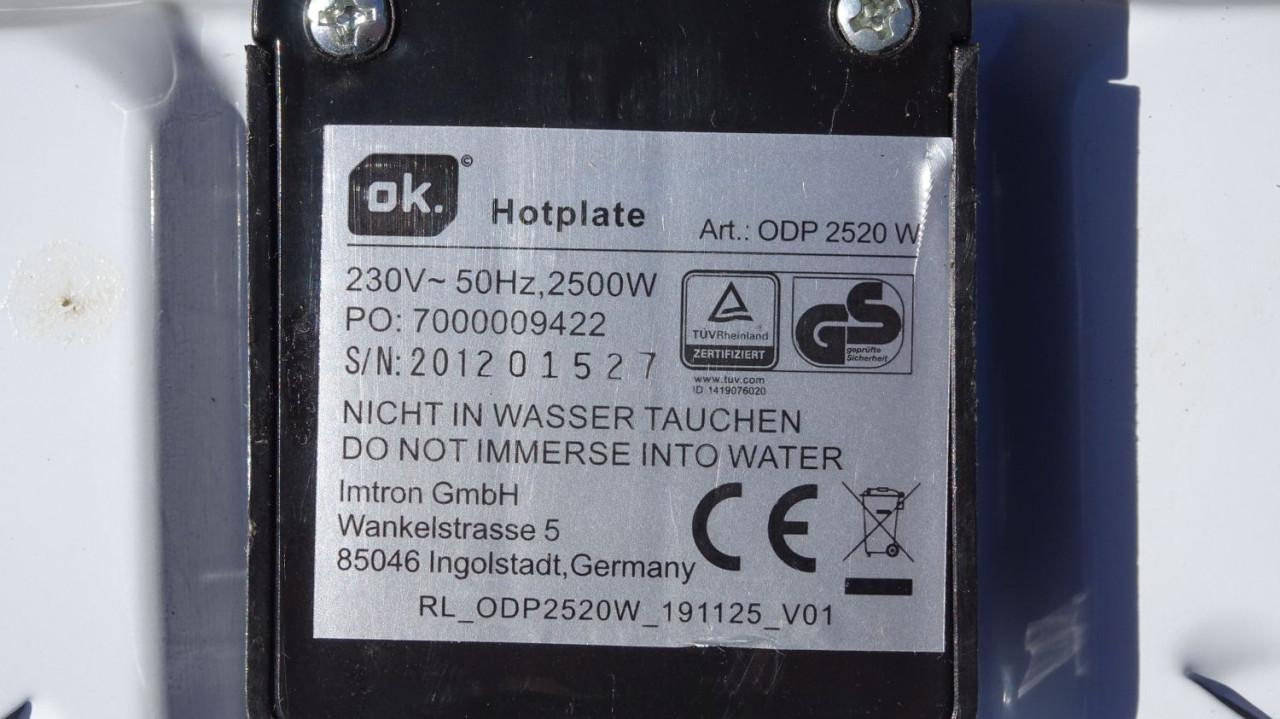 ok.©
Hotplate
Art.: ODP 2520 W
230V~ 50Hz,2500W
PO: 7000009422
S/N: 201201527
TÜVRheinland
ZERTIFIZIERT
www.tuv.com
ID 1419076020
GS
geprüfte
Sicherheit
NICHT IN WASSER TAUCHEN
DO NOT IMMERSE INTO WATER
Imtron GmbH
Wankelstrasse 5
85046 Ingolstadt,Germany
CE
RL_ODP2520W_191125_V01